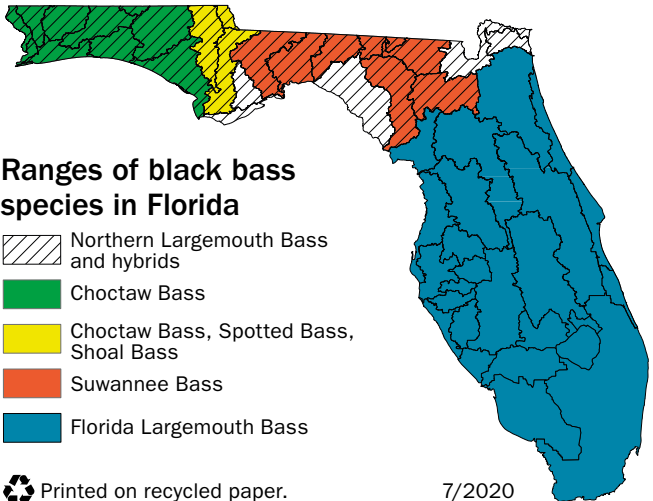 Ranges of black bass
species in Florida
Northern Largemouth Bass
and hybrids
Choctaw Bass
Choctaw Bass, Spotted Bass,
Shoal Bass
Suwannee Bass
Florida Largemouth Bass
Printed on recycled paper.
7/2020